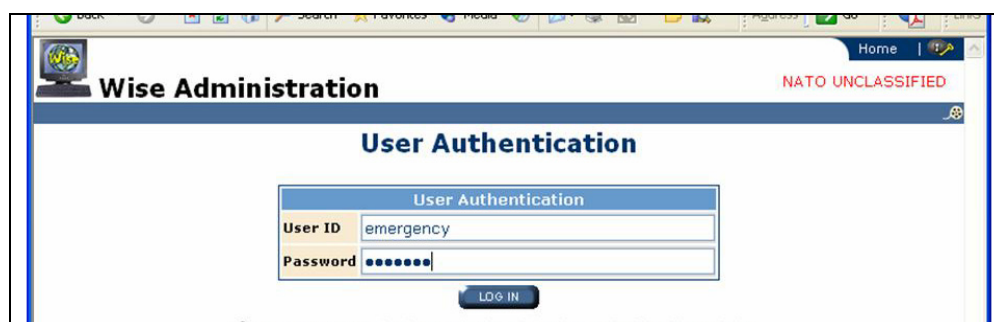 Back Search Favorites Media Address Go Links
Home |
Wise Administration
NATO UNCLASSIFIED
User Authentication
User Authentication
User ID emergency
Password •••••••
LOG IN